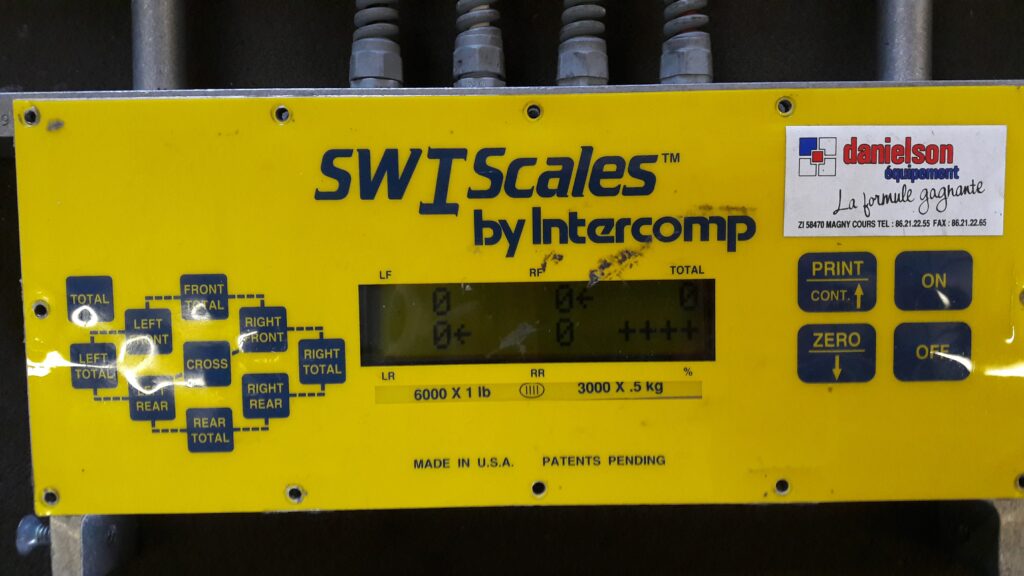 SWI Scales™
by Intercomp
danielson
équipement
La formule gagnante
ZI 58470 MAGNY COURS TEL : 86.21.22.55 FAX : 86.21.22.65
LF RF TOTAL
0 0← 0
0← 0 ++++
LR RR %
6000 X 1 lb 3000 X .5 kg
TOTAL
FRONT
TOTAL
LEFT
FRONT
RIGHT
FRONT
LEFT
TOTAL
CROSS
RIGHT
TOTAL
LEFT
REAR
RIGHT
REAR
REAR
TOTAL
PRINT
CONT. ↑
ON
ZERO
↓
OFF
MADE IN U.S.A. PATENTS PENDING